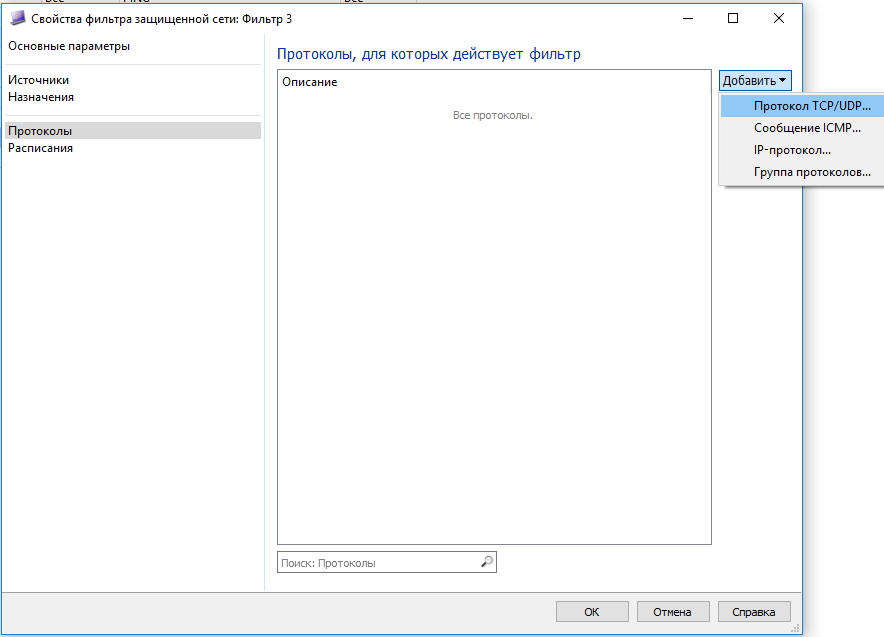 Свойства фильтра защищенной сети: Фильтр 3
Основные параметры
Источники
Назначения
Протоколы
Расписания
Протоколы, для которых действует фильтр
Описание
Все протоколы.
Добавить
Протокол TCP/UDP...
Сообщение ICMP...
IP-протокол...
Группа протоколов...
Поиск: Протоколы
ОК
Отмена
Справка